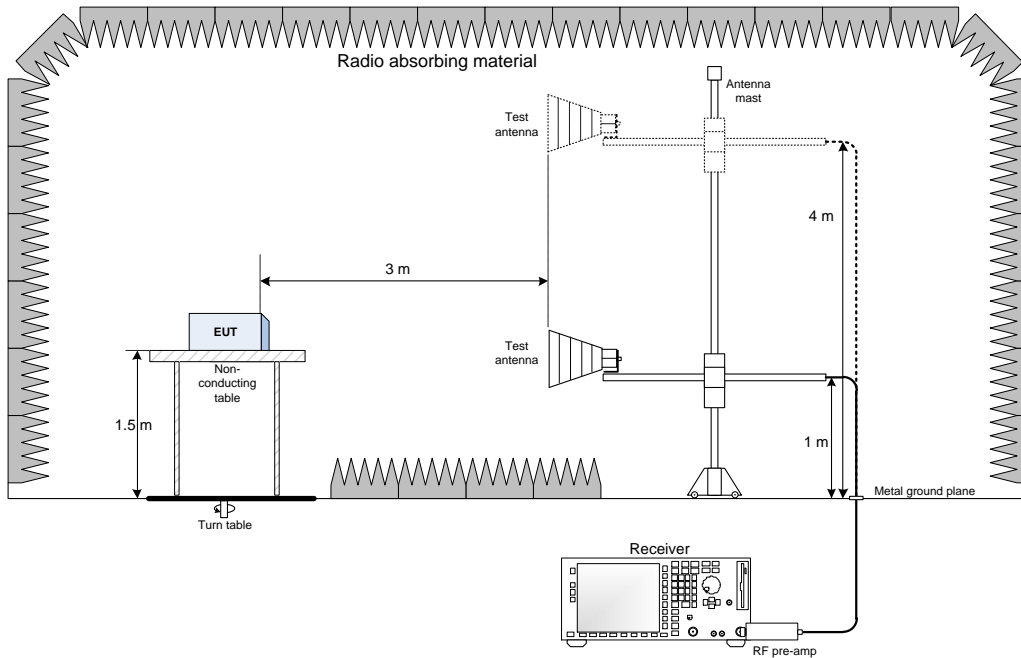 Radio absorbing material
Antenna
mast
Test
antenna
4 m
3 m
EUT
Test
antenna
Non-
conducting
table
1.5 m
1 m
Metal ground plane
Turn table
Receiver
RF pre-amp